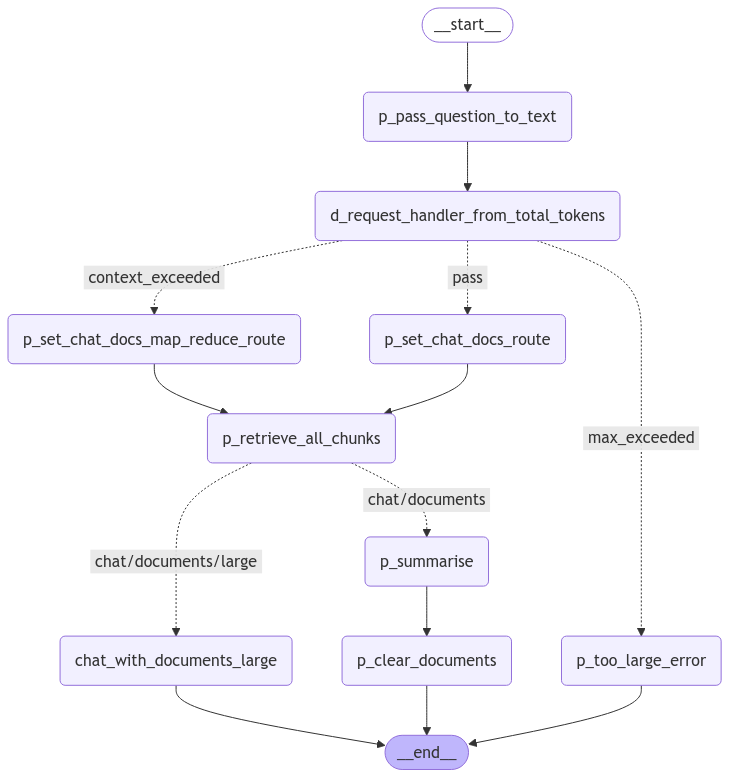 __start__
p_pass_question_to_text
d_request_handler_from_total_tokens
context_exceeded
pass
p_set_chat_docs_map_reduce_route
p_set_chat_docs_route
p_retrieve_all_chunks
max_exceeded
chat/documents
chat/documents/large
p_summarise
chat_with_documents_large
p_clear_documents
p_too_large_error
__end__